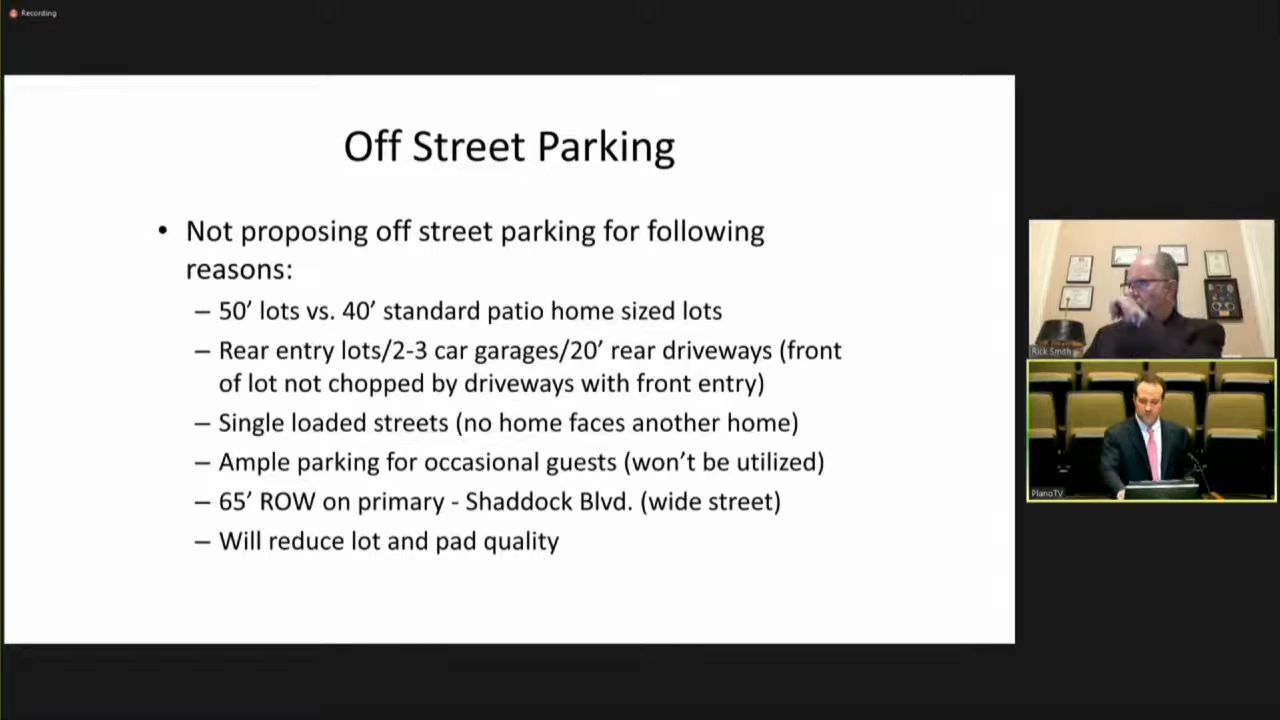 Recording
Off Street Parking
• Not proposing off street parking for following
reasons:
– 50’ lots vs. 40’ standard patio home sized lots
– Rear entry lots/2-3 car garages/20’ rear driveways (front
of lot not chopped by driveways with front entry)
– Single loaded streets (no home faces another home)
– Ample parking for occasional guests (won’t be utilized)
– 65’ ROW on primary - Shaddock Blvd. (wide street)
– Will reduce lot and pad quality
Rick Smith
PlanoTV